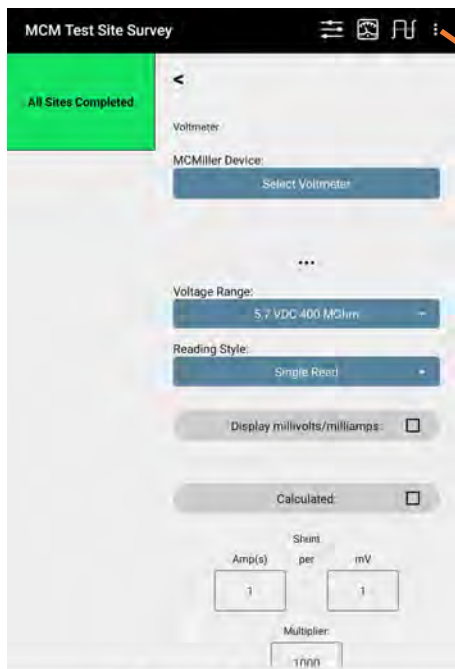 MCM Test Site Survey
All Sites Completed
<
Voltmeter
MCMiller Device:
Select Voltmeter
...
Voltage Range:
5.7 VDC 400 MOhm
Reading Style:
Single Read
Display millivolts/milliamps:
Calculated:
Shunt
Amp(s) per mV
1 1
Multiplier:
1000